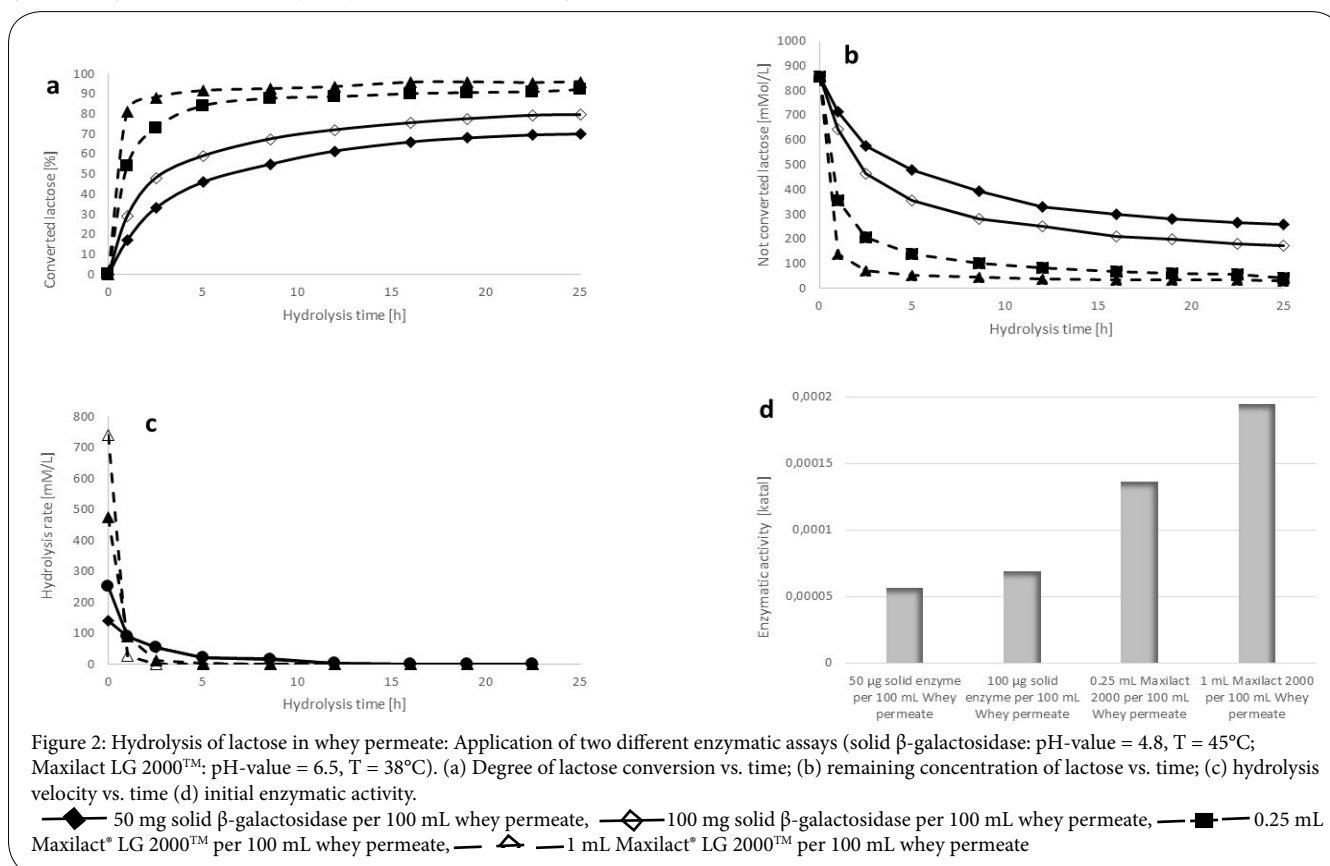 a
100
90
80
70
60
50
40
30
20
10
0
Converted lactose [%]
0 5 10 15 20 25
Hydrolysis time [h]
b
1000
900
800
700
600
500
400
300
200
100
0
Not converted lactose [mMol/L]
0 5 10 15 20 25
Hydrolysis time [h]
c
800
700
600
500
400
300
200
100
0
Hydrolysis rate [mM/L]
0 5 10 15 20 25
Hydrolysis time [h]
d
0,0002
0,00015
0,0001
0,00005
0
Enzymatic activity [katal]
50 µg solid enzyme
per 100 mL Whey
permeate
100 µg solid
enzyme per 100 mL
Whey permeate
0.25 mL Maxilact
2000 per 100 mL
Whey permeate
1 mL Maxilact 2000
per 100 mL Whey
permeate
Figure 2: Hydrolysis of lactose in whey permeate: Application of two different enzymatic assays (solid β-galactosidase: pH-value = 4.8, T = 45°C;
Maxilact LG 2000™: pH-value = 6.5, T = 38°C). (a) Degree of lactose conversion vs. time; (b) remaining concentration of lactose vs. time; (c) hydrolysis
velocity vs. time (d) initial enzymatic activity.
50 mg solid β-galactosidase per 100 mL whey permeate, 100 mg solid β-galactosidase per 100 mL whey permeate, 0.25 mL
Maxilact® LG 2000™ per 100 mL whey permeate, 1 mL Maxilact® LG 2000™ per 100 mL whey permeate